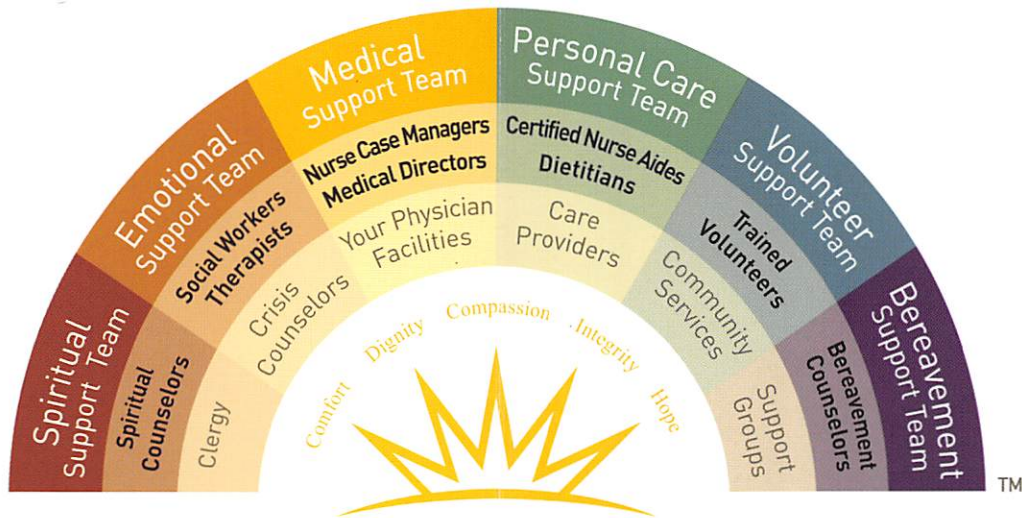 Spiritual
Support Team
Spiritual
Counselors
Clergy
Emotional
Support Team
Social Workers
Therapists
Crisis
Counselors
Medical
Support Team
Nurse Case Managers
Medical Directors
Your Physician
Facilities
Personal Care
Support Team
Certified Nurse Aides
Dietitians
Care
Providers
Volunteer
Support Team
Trained
Volunteers
Community
Services
Bereavement
Support Team
Bereavement
Counselors
Support
Groups
Comfort
Dignity
Compassion
.Integrity
Hope
TM